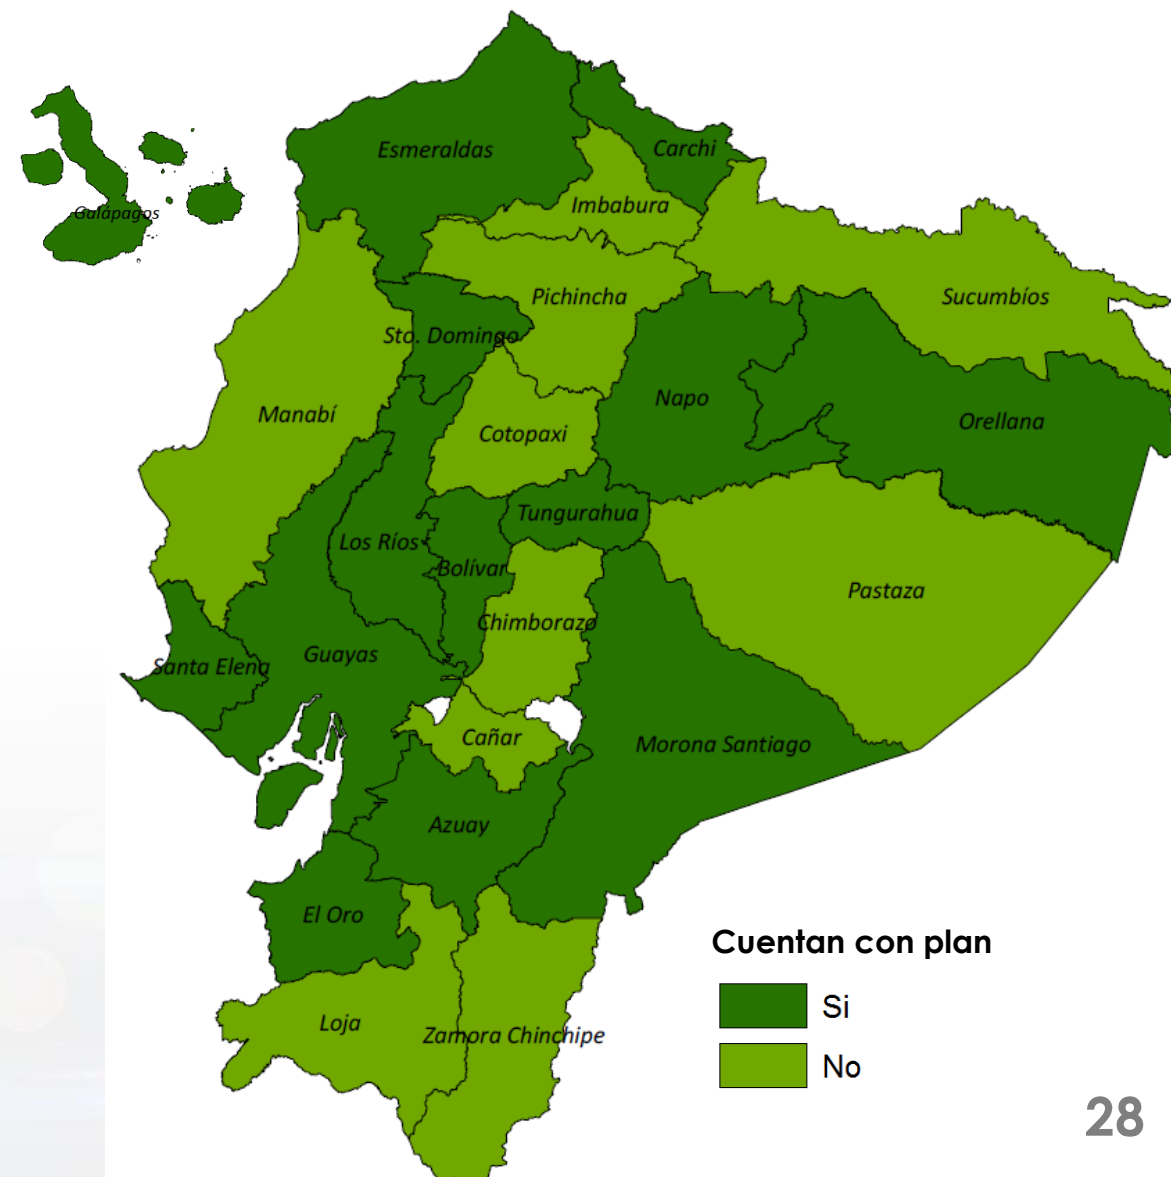 Esmeraldas
Carchi
Imbabura
Galápagos
Pichincha
Sucumbíos
Sto. Domingo
Napo
Manabí
Orellana
Cotopaxi
Tungurahua
Los Ríos
Bolívar
Pastaza
Chimborazo
Guayas
Santa Elena
Cañar
Morona Santiago
Azuay
El Oro
Loja
Zamora Chinchipe
Cuentan con plan
Si
No
28